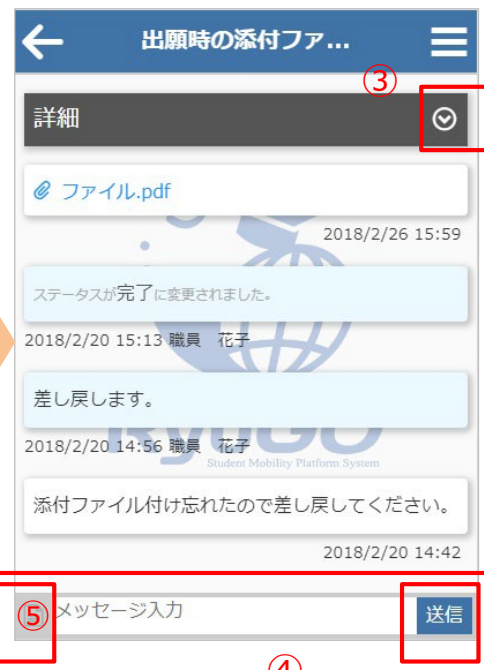 出願時の添付ファ...
③
詳細
ファイル.pdf
2018/2/26 15:59
ステータスが完了に変更されました。
2018/2/20 15:13 職員　花子
差し戻します。
2018/2/20 14:56 職員　花子
Student Mobility Platform System
添付ファイル付け忘れたので差し戻してください。
2018/2/20 14:42
⑤
メッセージ入力
送信
④